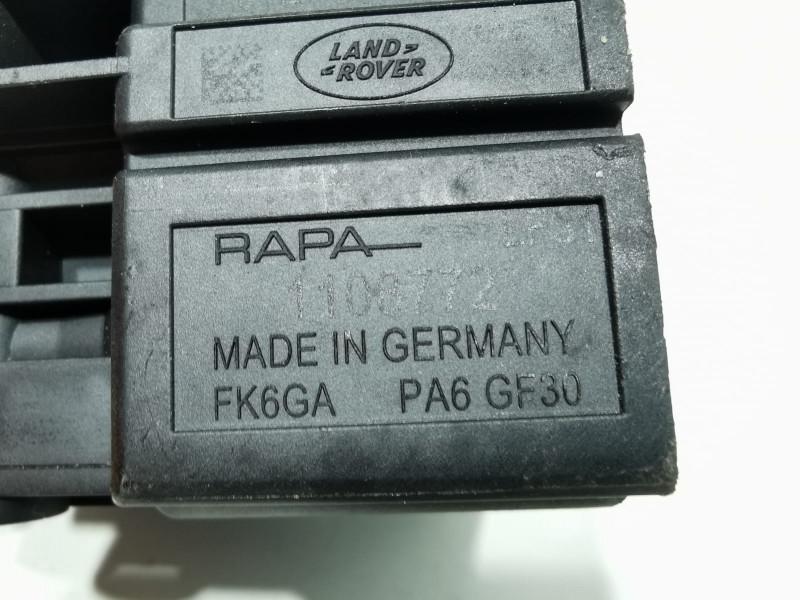 LAND
ROVER
RAPA
1108772
MADE IN GERMANY
FK6GA PA6 GF30